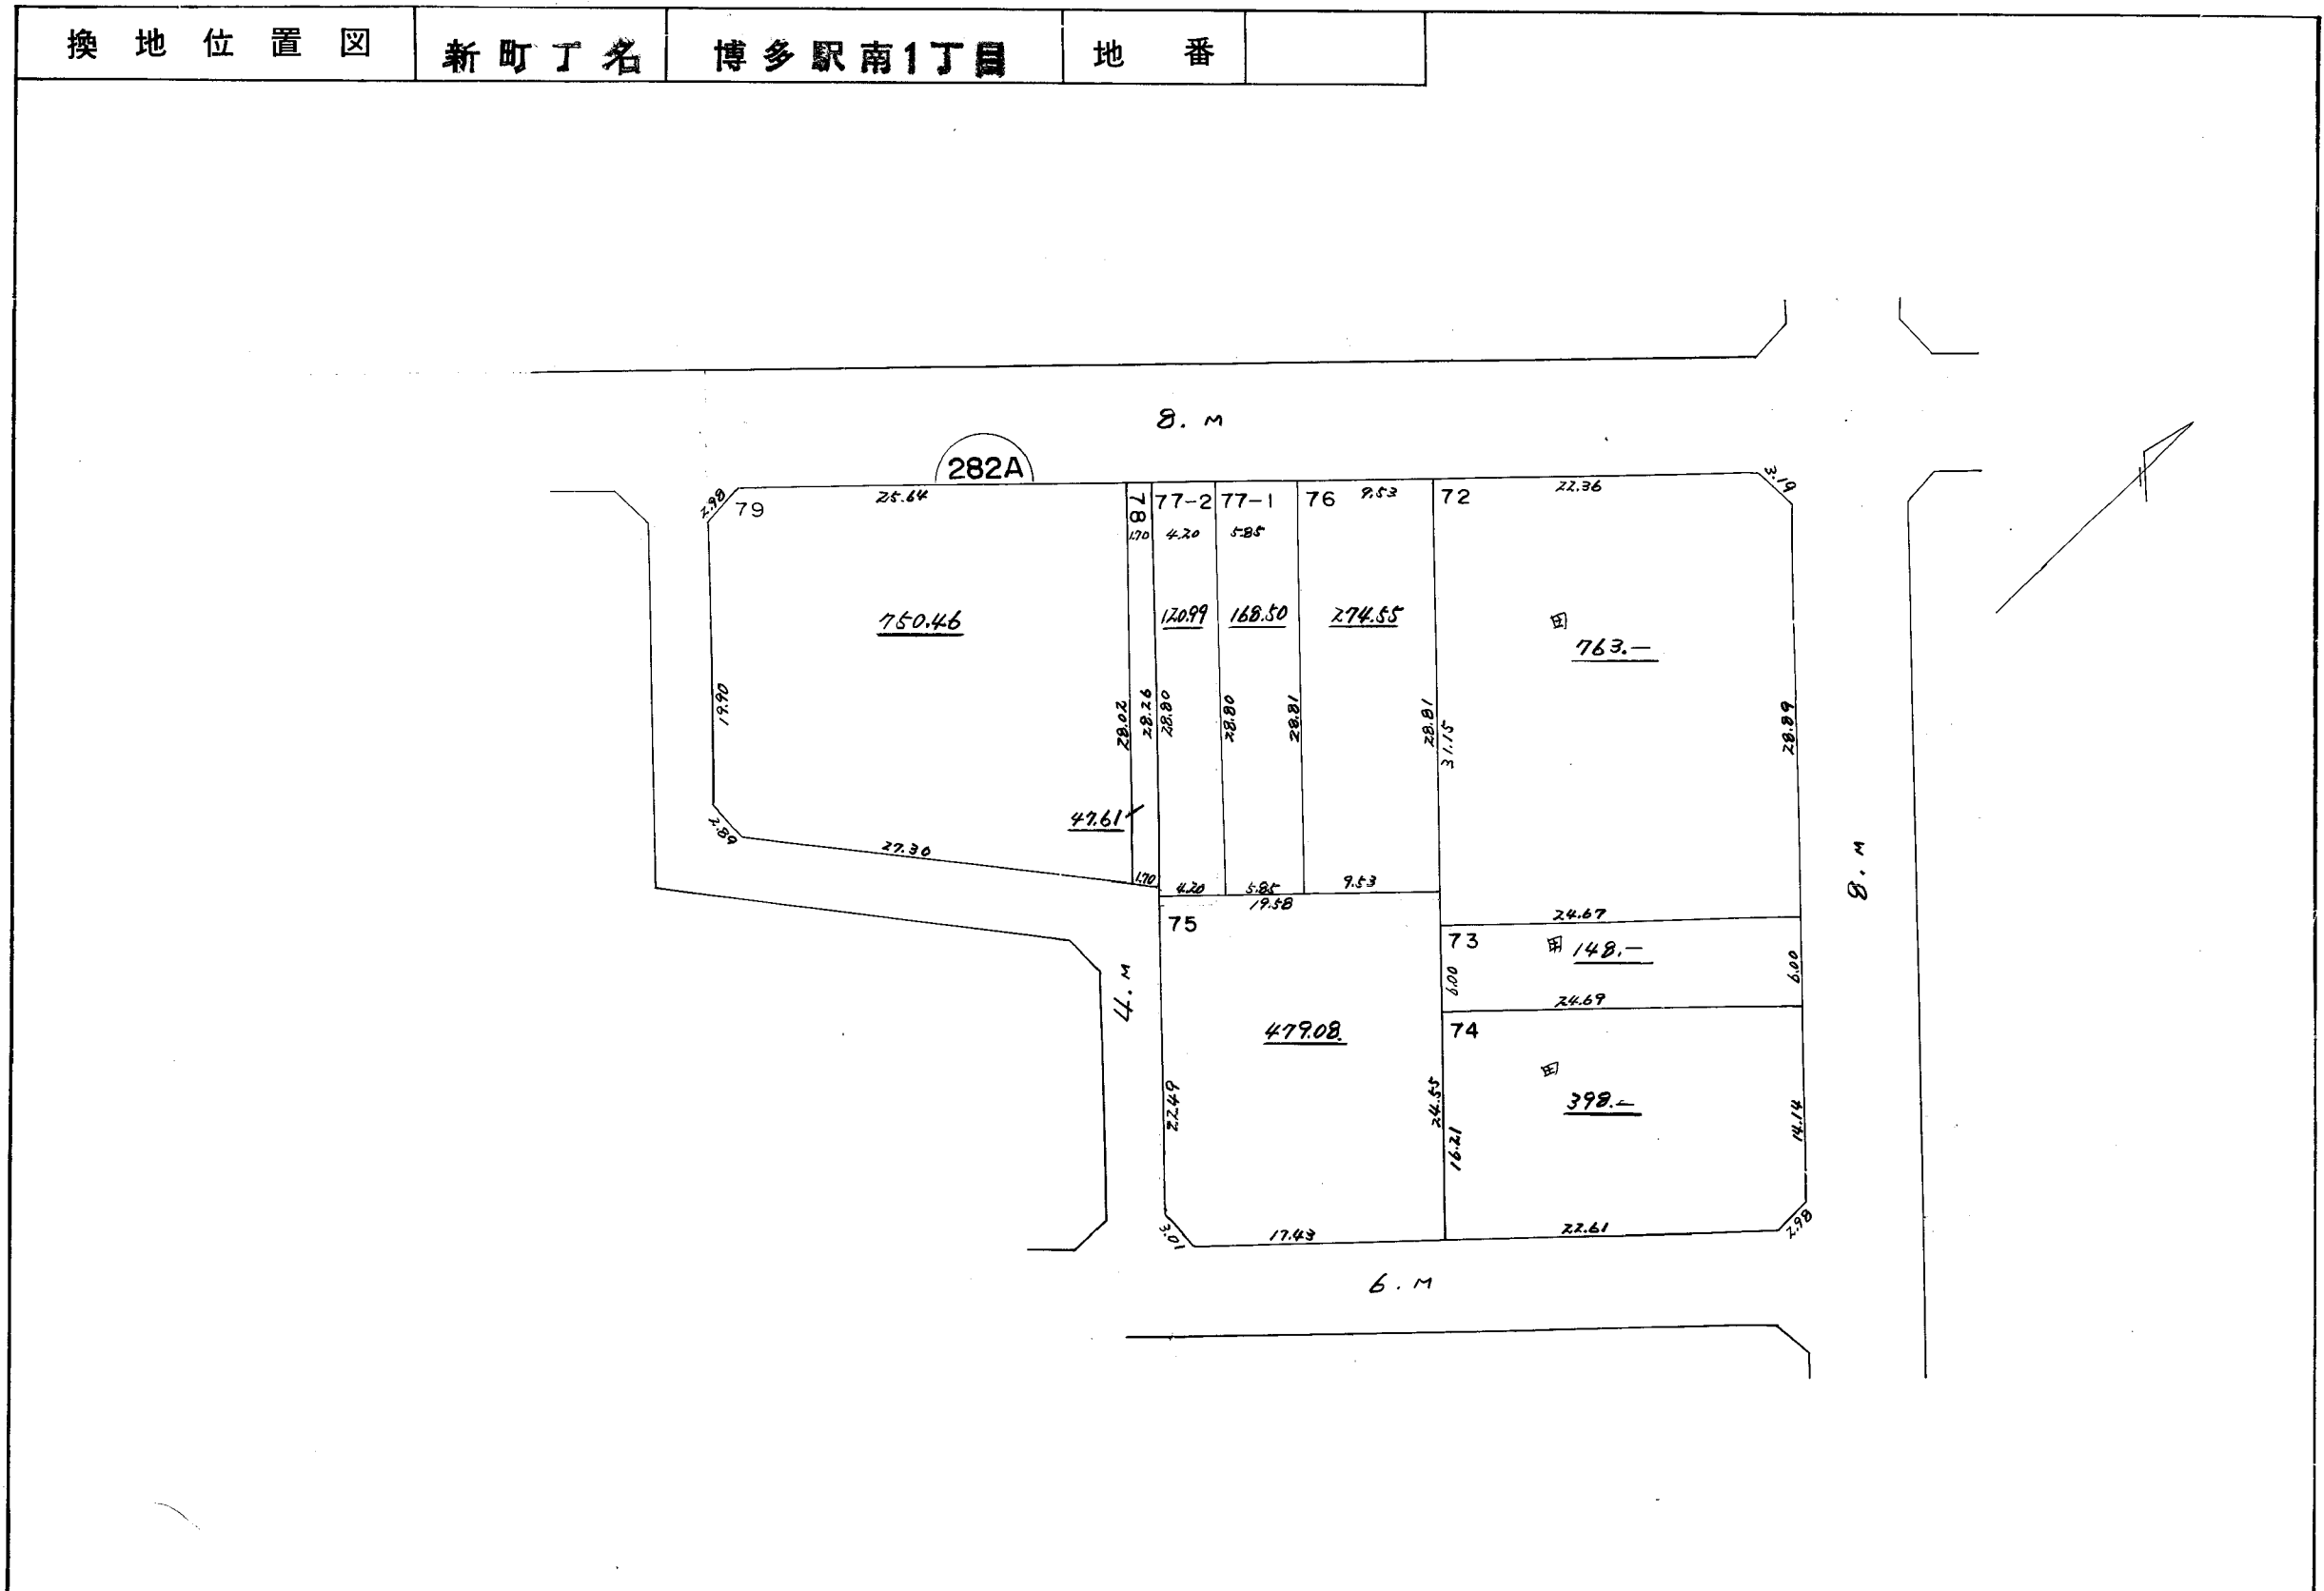 換地位置図 新町丁名 博多駅南1丁目 地番
8. M
282A
79 25.64 2.98
78 77-2 77-1 76 9.53 72 22.36 3.19
1.70 4.20 5.85
750.46 120.99 168.50 274.55 田 763.—
19.90 28.02 28.26 28.80 28.80 28.81 28.81 31.15 28.89
47.61
2.89 27.30
1.70 4.20 5.85 9.53
19.58
8. M
75
24.67
73 田 148.—
6.00 6.00
24.69
4. M
479.08
74 田 398.—
22.49 24.55 16.21 14.14
3.01 17.43 22.61 2.98
6. M